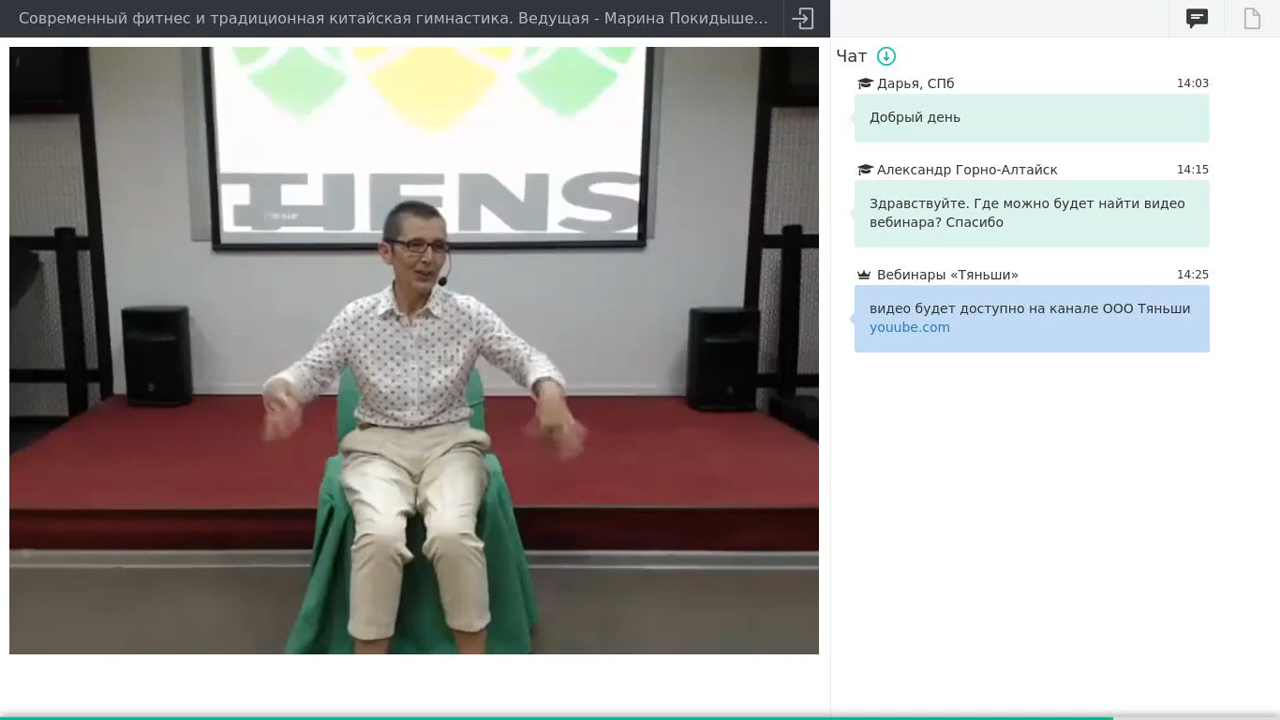 Современный фитнес и традиционная китайская гимнастика. Ведущая - Марина Покидыше...
TIENS
Чат
Дарья, СПб 14:03
Добрый день
Александр Горно-Алтайск 14:15
Здравствуйте. Где можно будет найти видео
вебинара? Спасибо
Вебинары «Тяньши» 14:25
видео будет доступно на канале ООО Тяньши
youube.com